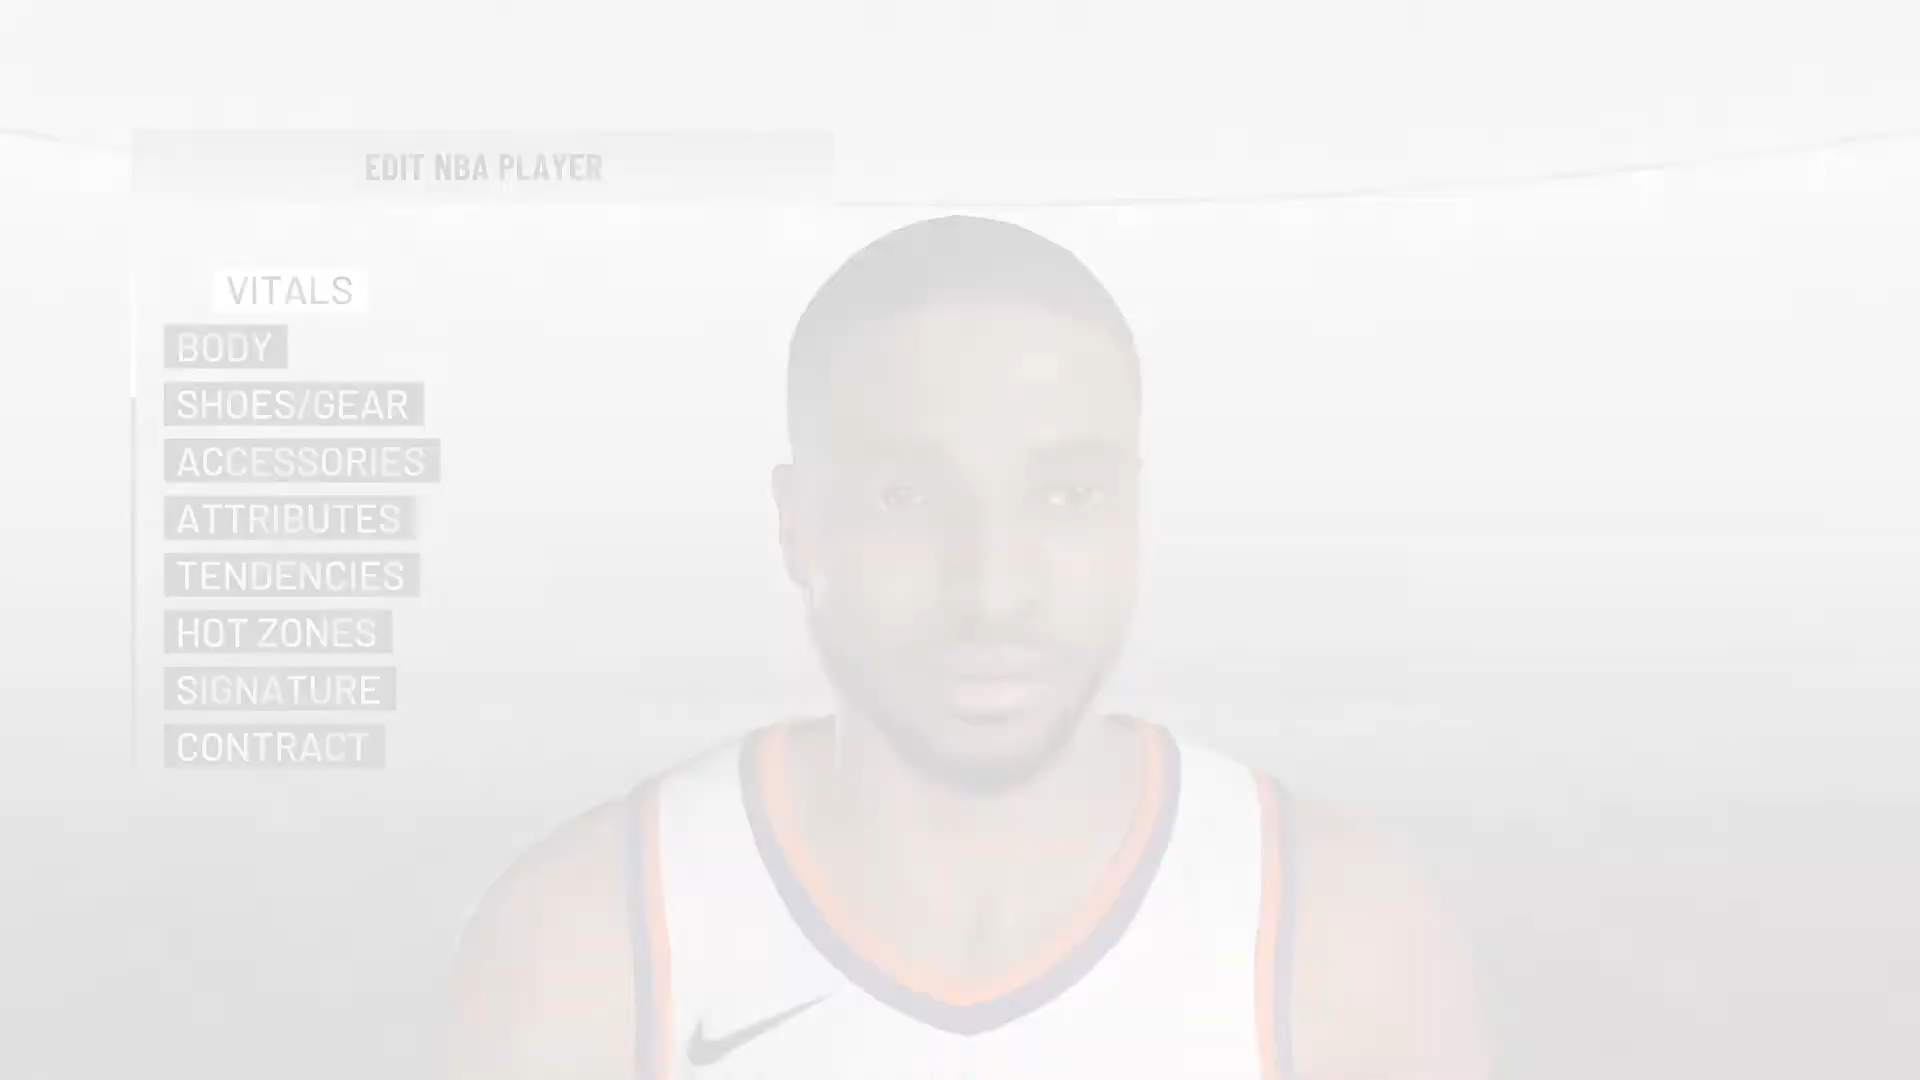 EDIT NBA PLAYER
VITALS
BODY
SHOES/GEAR
ACCESSORIES
ATTRIBUTES
TENDENCIES
HOT ZONES
SIGNATURE
CONTRACT